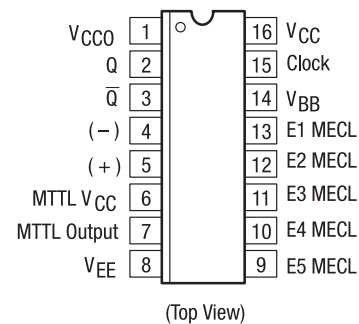 VCCO 1 16 VCC
Q 2 15 Clock
Q̅ 3 14 VBB
(−) 4 13 E1 MECL
(+) 5 12 E2 MECL
MTTL VCC 6 11 E3 MECL
MTTL Output 7 10 E4 MECL
VEE 8 9 E5 MECL
(Top View)